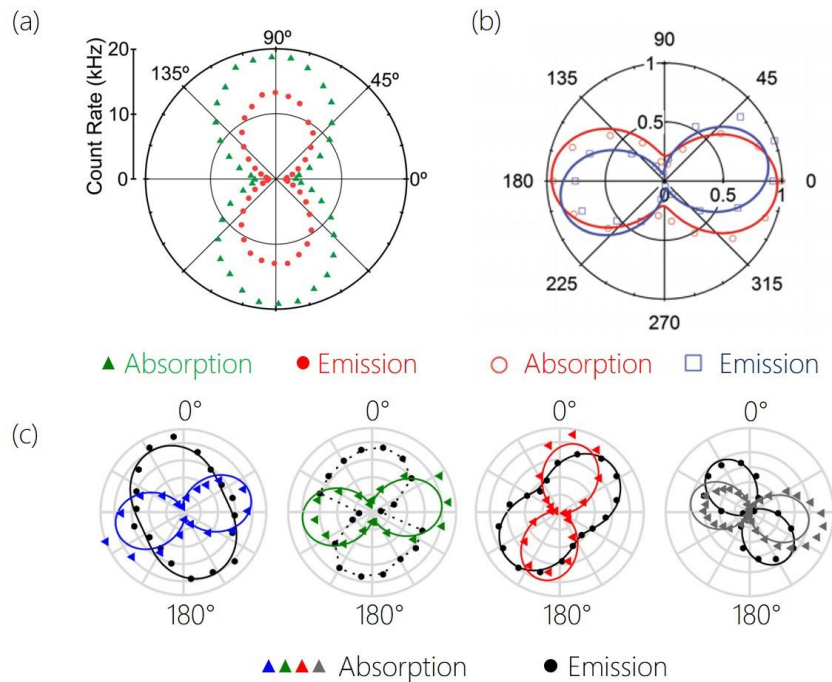 (a)
90º
20
135º
45º
Count Rate (kHz)
10
0
0º
(b)
90
1
135
45
0.5
180
0
0.5
1
0
225
315
270
Absorption
Emission
Absorption
Emission
(c)
0°
0°
0°
0°
180°
180°
180°
180°
Absorption
Emission